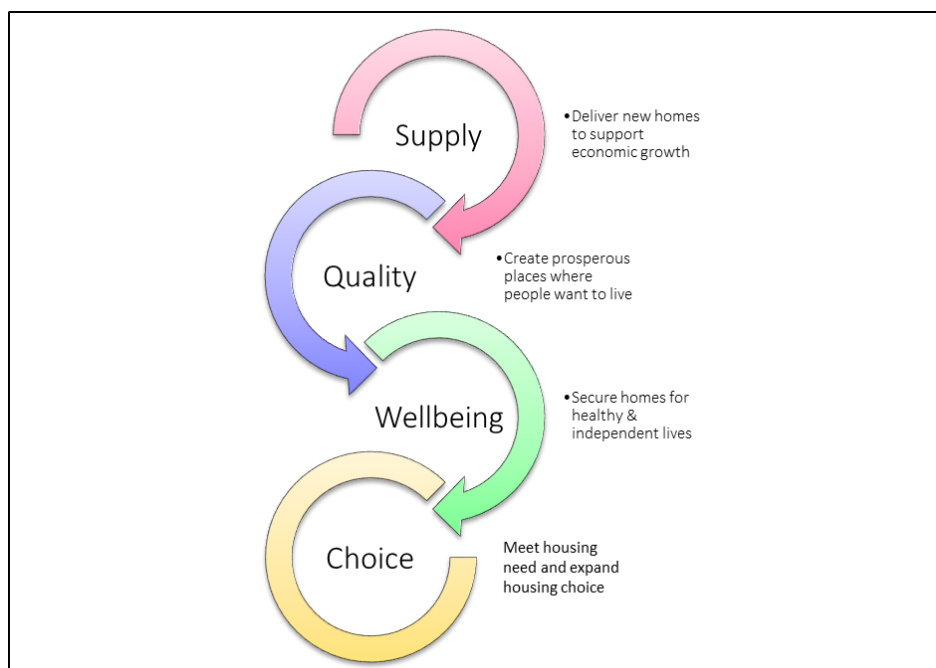 Supply
•Deliver new homes
to support
economic growth
Quality
•Create prosperous
places where
people want to live
Wellbeing
•Secure homes for
healthy &
independent lives
Choice
Meet housing
need and expand
housing choice